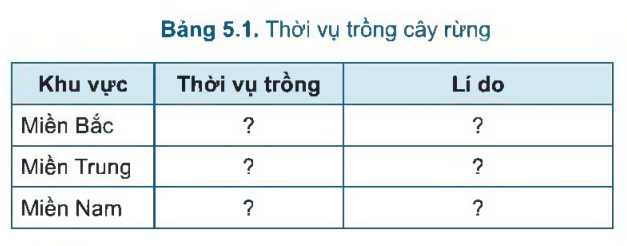 Bảng 5.1. Thời vụ trồng cây rừng
Khu vực Thời vụ trồng Lí do
Miền Bắc ? ?
Miền Trung ? ?
Miền Nam ? ?